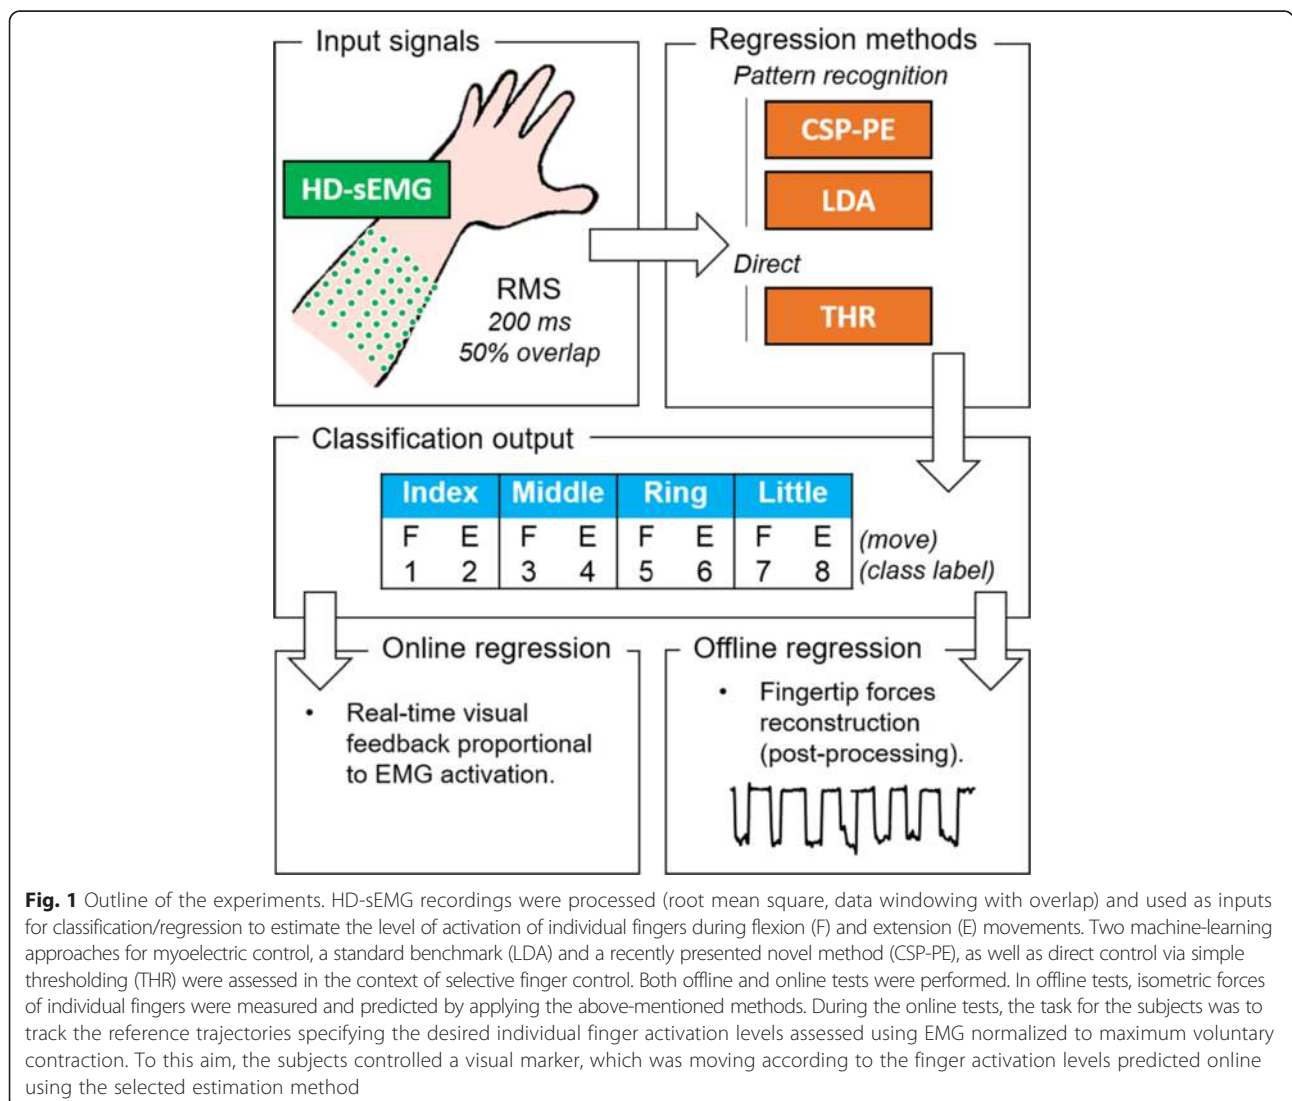 Input signals
HD-sEMG
RMS
200 ms
50% overlap
Regression methods
Pattern recognition
CSP-PE
LDA
Direct
THR
Classification output
Index Middle Ring Little
F E F E F E F E (move)
1 2 3 4 5 6 7 8 (class label)
Online regression
• Real-time visual
feedback proportional
to EMG activation.
Offline regression
• Fingertip forces
reconstruction
(post-processing).
Fig. 1 Outline of the experiments. HD-sEMG recordings were processed (root mean square, data windowing with overlap) and used as inputs
for classification/regression to estimate the level of activation of individual fingers during flexion (F) and extension (E) movements. Two machine-learning
approaches for myoelectric control, a standard benchmark (LDA) and a recently presented novel method (CSP-PE), as well as direct control via simple
thresholding (THR) were assessed in the context of selective finger control. Both offline and online tests were performed. In offline tests, isometric forces
of individual fingers were measured and predicted by applying the above-mentioned methods. During the online tests, the task for the subjects was to
track the reference trajectories specifying the desired individual finger activation levels assessed using EMG normalized to maximum voluntary
contraction. To this aim, the subjects controlled a visual marker, which was moving according to the finger activation levels predicted online
using the selected estimation method